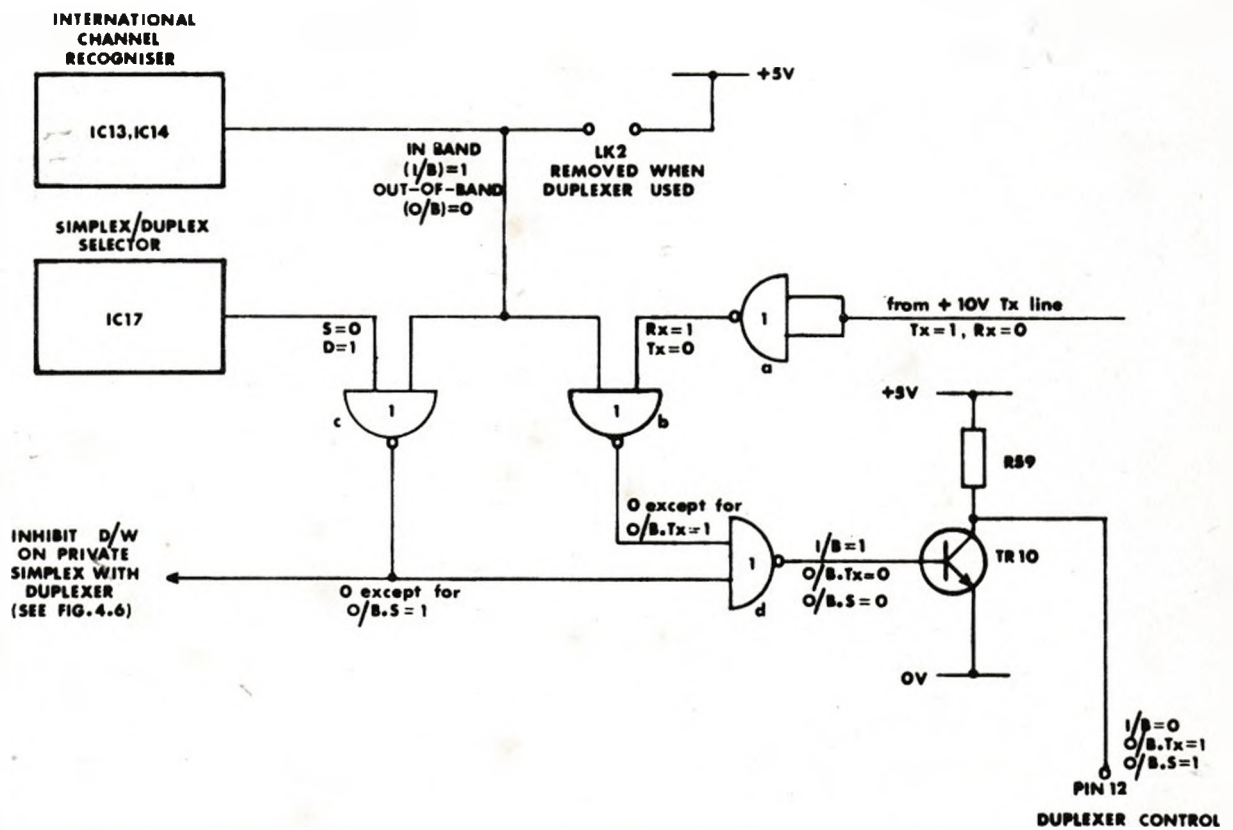 INTERNATIONAL
CHANNEL
RECOGNISER
IC13,IC14
+5V
LK2
REMOVED WHEN
DUPLEXER USED
IN BAND
(I/B)=1
OUT-OF-BAND
(O/B)=0
SIMPLEX/DUPLEX
SELECTOR
IC17
S=0
D=1
Rx=1
Tx=0
1
a
from + 10V Tx line
Tx=1, Rx=0
1
c
1
b
+5V
R59
0 except for
O/B.Tx=1
INHIBIT D/W
ON PRIVATE
SIMPLEX WITH
DUPLEXER
(SEE FIG.4.6)
0 except for
O/B.S = 1
1
d
I/B=1
O/B.Tx=0
O/B.S=0
TR10
0V
I/B=0
O/B.Tx=1
O/B.S=1
PIN 12
DUPLEXER CONTROL